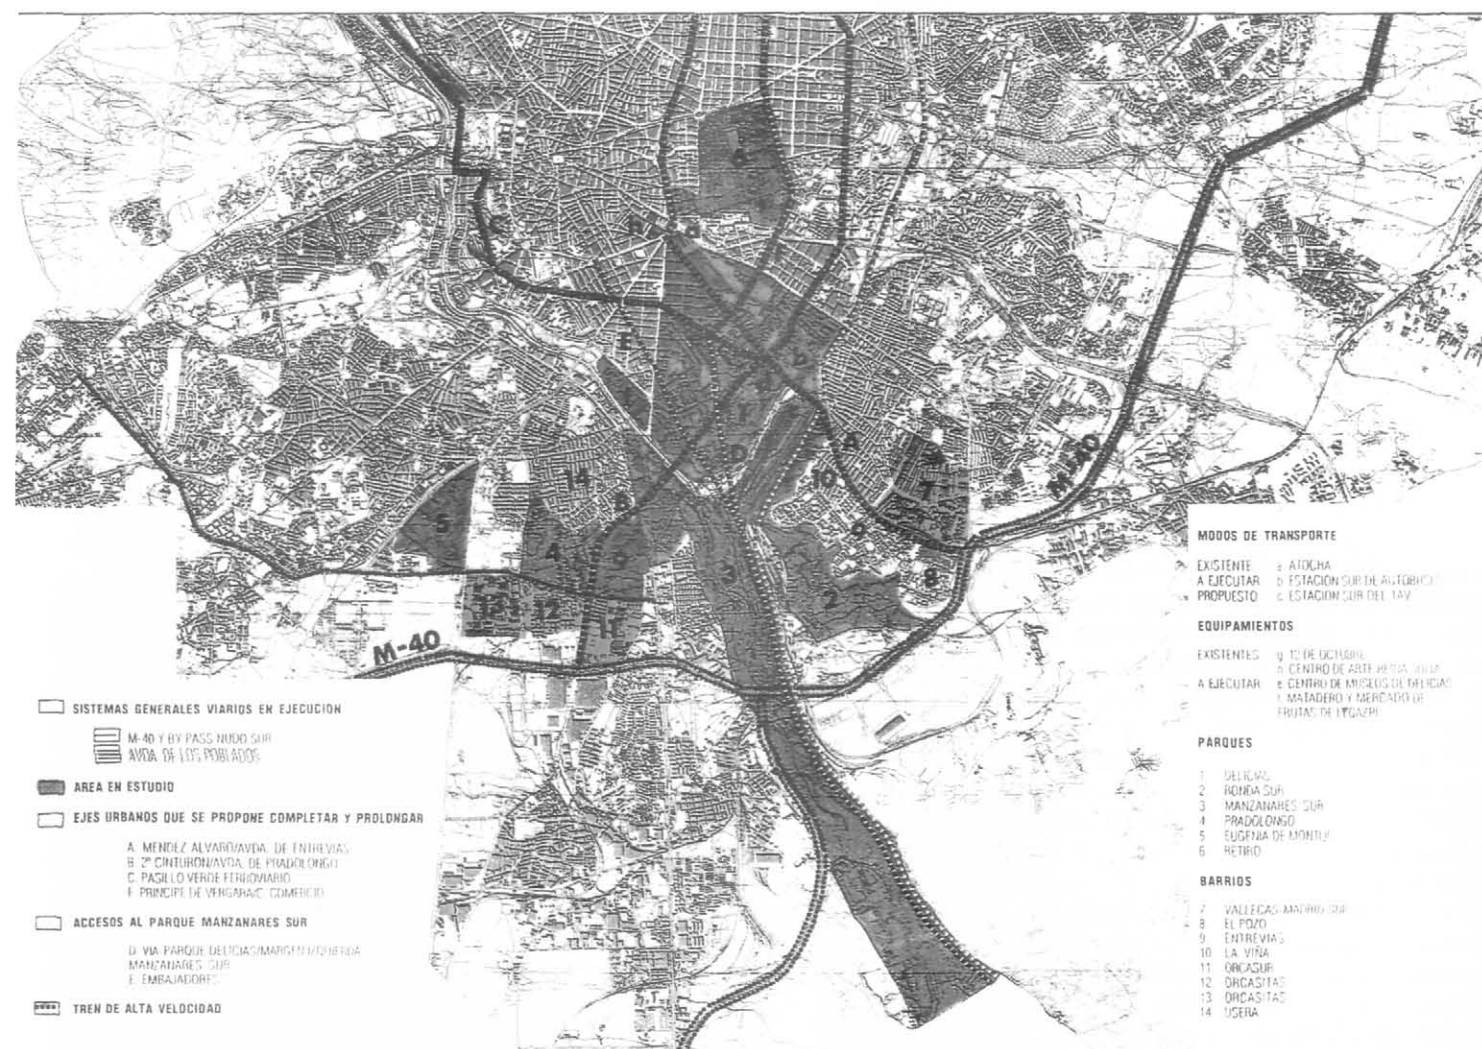 M-40
M-40
SISTEMAS GENERALES VIARIOS EN EJECUCION
M-40 Y BY PASS NUDO SUR
AVDA. DE LOS POBLADOS
AREA EN ESTUDIO
EJES URBANOS QUE SE PROPONE COMPLETAR Y PROLONGAR
A. MENDEZ ALVARO/AVDA. DE ENTREVIAS
B. 2º CINTURON/AVDA. DE PRADOLONGO
C. PASILLO VERDE FERROVIARIO
F. PRINCIPE DE VERGARA/C. COMERCIO
ACCESOS AL PARQUE MANZANARES SUR
D. VIA PARQUE DELICIAS/MARGEN IZQUIERDA
MANZANARES SUR
E. EMBAJADORES
TREN DE ALTA VELOCIDAD
MODOS DE TRANSPORTE
EXISTENTE a ATOCHA
A EJECUTAR b ESTACION SUR DE AUTOBUSES
PROPUESTO c ESTACION SUR DEL TAV
EQUIPAMIENTOS
EXISTENTES g 12 DE OCTUBRE
h CENTRO DE ARTE REINA SOFIA
A EJECUTAR e CENTRO DE MUSEOS DE DELICIAS
f MATADERO Y MERCADO DE
FRUTAS DE LEGAZPI
PARQUES
1 DELICIAS
2 RONDA SUR
3 MANZANARES SUR
4 PRADOLONGO
5 EUGENIA DE MONTIJO
6 RETIRO
BARRIOS
7 VALLECAS-MADRID SUR
8 EL POZO
9 ENTREVIAS
10 LA VIÑA
11 ORCASUR
12 ORCASITAS
13 ORCASITAS
14 USERA